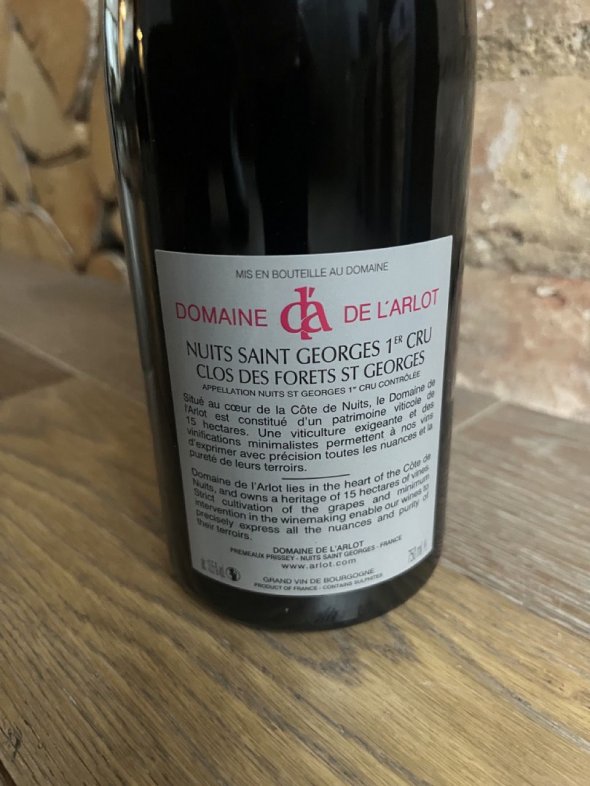 MIS EN BOUTEILLE AU DOMAINE
DOMAINE d'a DE L'ARLOT
NUITS SAINT GEORGES 1ER CRU
CLOS DES FORETS ST GEORGES
APPELLATION NUITS ST GEORGES 1er CRU CONTRÔLÉE
Situé au cœur de la Côte de Nuits, le Domaine de
l'Arlot est constitué d'un patrimoine viticole de
15 hectares. Une viticulture exigeante et des
vinifications minimalistes permettent à nos vins
d'exprimer avec précision toutes les nuances et la
pureté de leurs terroirs.
Domaine de l'Arlot lies in the heart of the Côte de
Nuits, and owns a heritage of 15 hectares of vines.
Strict cultivation of the grapes and minimum
intervention in the winemaking enable our wines to
precisely express all the nuances and purity of
their terroirs.
DOMAINE DE L'ARLOT
PREMEAUX PRISSEY - NUITS SAINT GEORGES - FRANCE
www.arlot.com
750 ml
GRAND VIN DE BOURGOGNE
PRODUCT OF FRANCE - CONTAINS SULPHITES